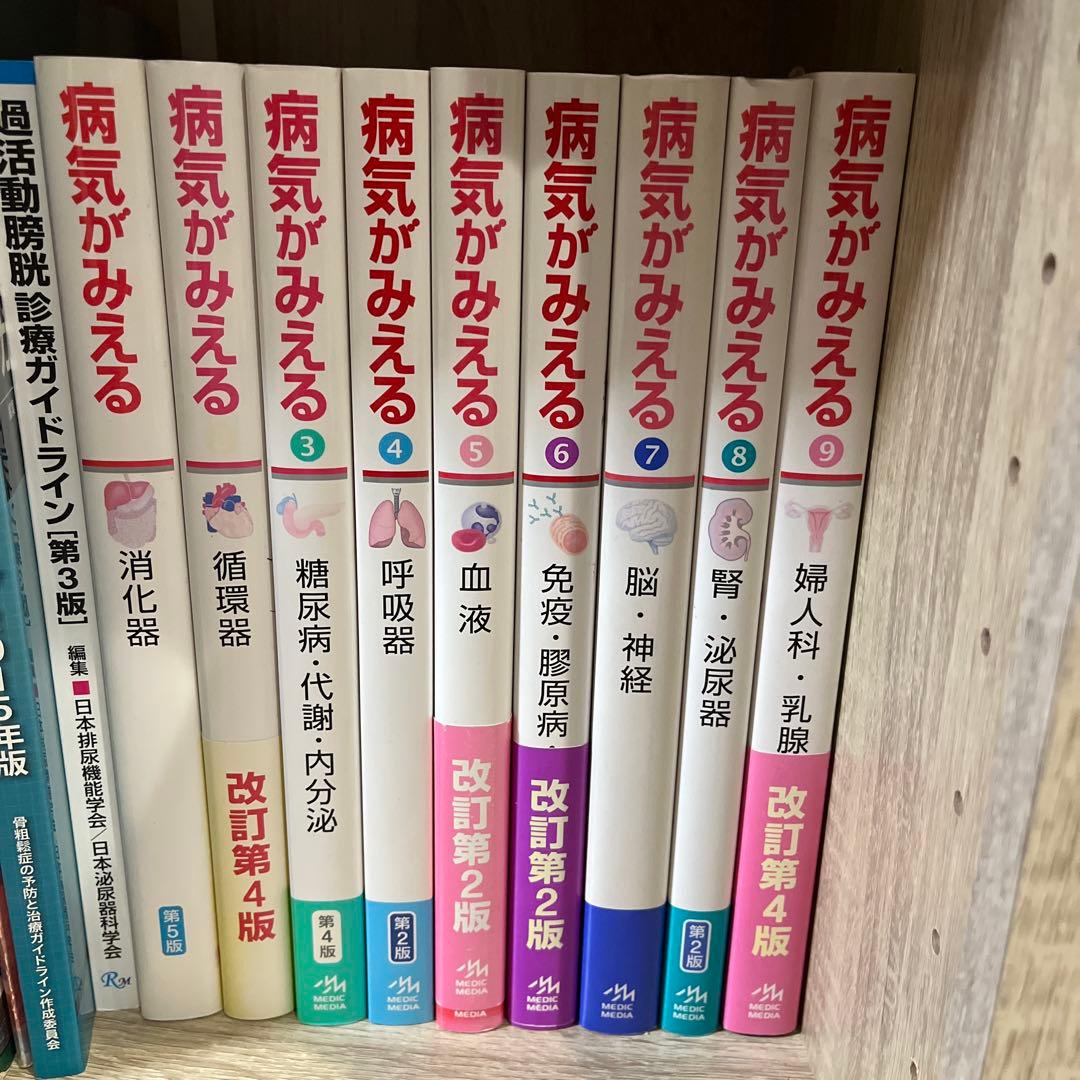 5年版
骨粗鬆症の予防と治療ガイドライン作成委員会
過活動膀胱 診療ガイドライン[第3版]
編集 ■ 日本排尿機能学会/日本泌尿器科学会
RM
病気がみえる
消化器
第5版
病気がみえる
循環器
改訂第4版
病気がみえる
3
糖尿病・代謝・内分泌
第4版
MEDIC
MEDIA
病気がみえる
4
呼吸器
第2版
MEDIC
MEDIA
病気がみえる
5
血液
改訂第2版
MEDIC
MEDIA
MEDIA
病気がみえる
6
免疫・膠原病・
改訂第2版
MEDIC
MEDIA
病気がみえる
7
脳・神経
MEDIC
MEDIA
病気がみえる
8
腎・泌尿器
第2版
MEDIC
MEDIA
病気がみえる
9
婦人科・乳腺
改訂第4版
MEDIC
MEDIA